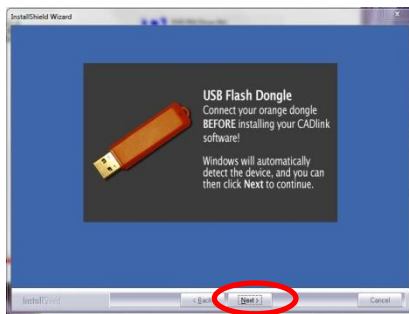 InstallShield Wizard
USB Flash Dongle
Connect your orange dongle
BEFORE installing your CADlink
software!
Windows will automatically
detect the device, and you can
then click Next to continue.
InstallShield
< Back
Next >
Cancel